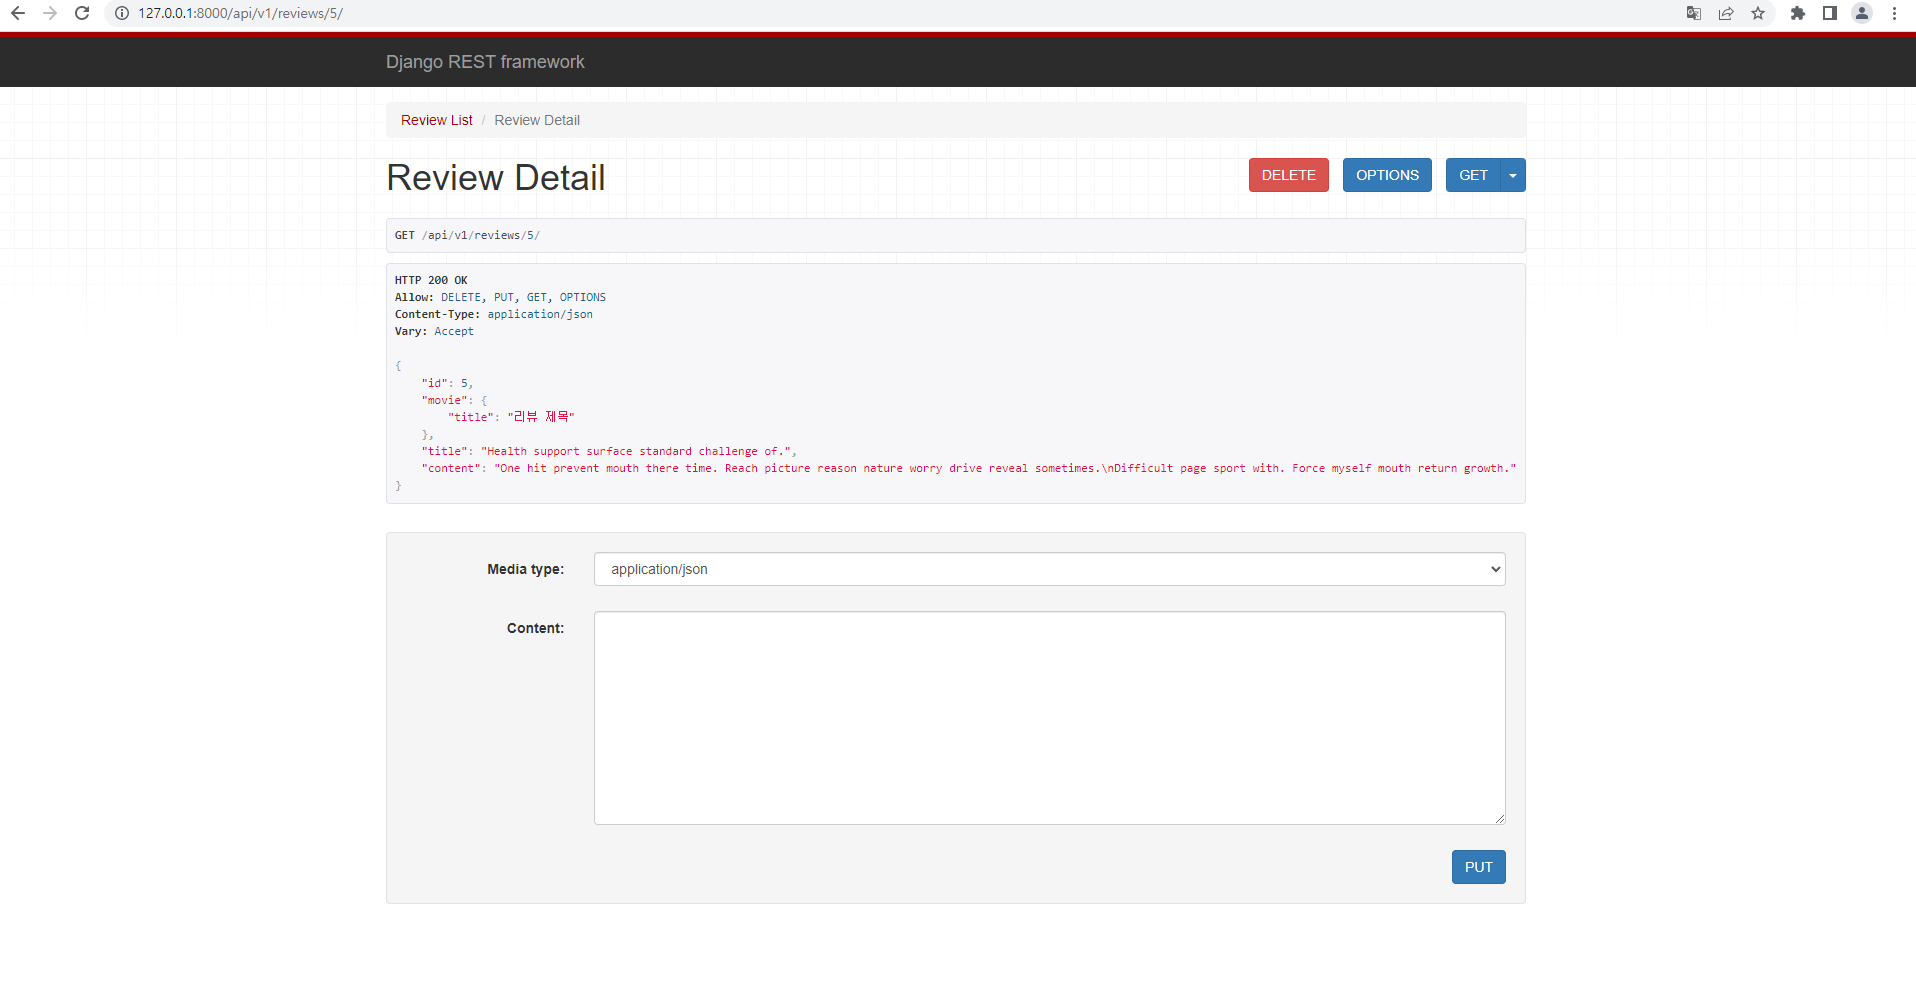 127.0.0.1:8000/api/v1/reviews/5/
Django REST framework
Review List / Review Detail
Review Detail
DELETE
OPTIONS
GET
GET /api/v1/reviews/5/
HTTP 200 OK
Allow: DELETE, PUT, GET, OPTIONS
Content-Type: application/json
Vary: Accept
{
    "id": 5,
    "movie": {
        "title": "리뷰 제목"
    },
    "title": "Health support surface standard challenge of.",
    "content": "One hit prevent mouth there time. Reach picture reason nature worry drive reveal sometimes.\nDifficult page sport with. Force myself mouth return growth."
}
Media type:
application/json
Content:
PUT